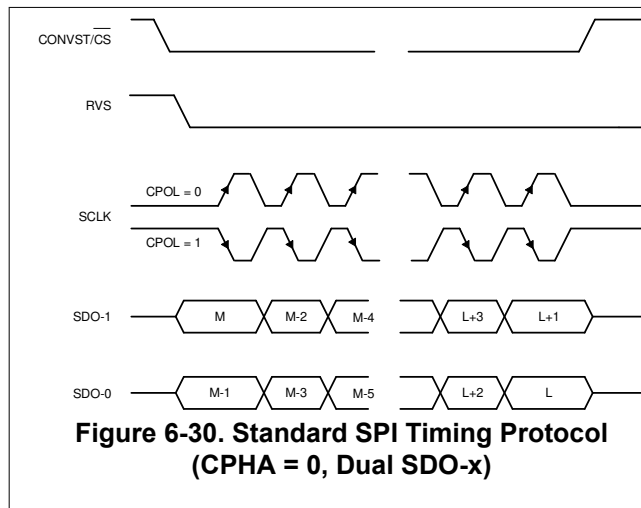 CONVST/CS
RVS
CPOL = 0
SCLK
CPOL = 1
SDO-1 M M-2 M-4 L+3 L+1
SDO-0 M-1 M-3 M-5 L+2 L
Figure 6-30. Standard SPI Timing Protocol
(CPHA = 0, Dual SDO-x)